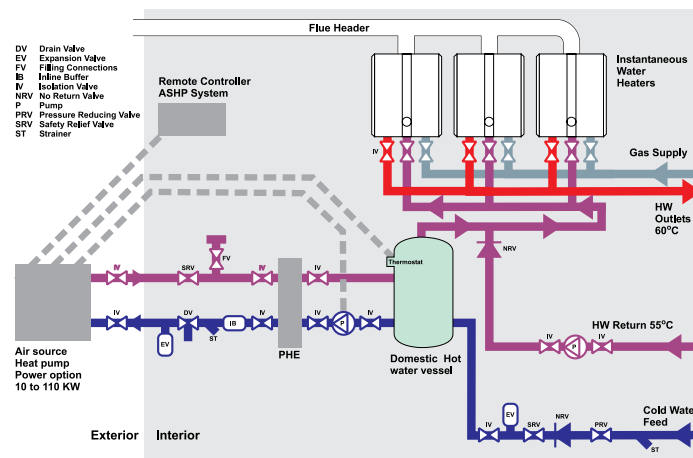 Flue Header
DV Drain Valve
EV Expansion Valve
FV Filling Connections
IB Inline Buffer
IV Isolation Valve
NRV No Return Valve
P Pump
PRV Pressure Reducing Valve
SRV Safety Relief Valve
ST Strainer
Remote Controller
ASHP System
Instantaneous
Water
Heaters
IV
Gas Supply
HW
Outlets
60°C
Thermostat
NRV
IV
SRV
FV
IV
IV
IV
DV
ST
IB
IV
IV
P
IV
EV
PHE
Air source
Heat pump
Power option
10 to 110 KW
Domestic Hot
water vessel
HW Return 55°C
IV
P
IV
Cold Water
Feed
IV
EV
SRV
NRV
PRV
ST
Exterior
Interior